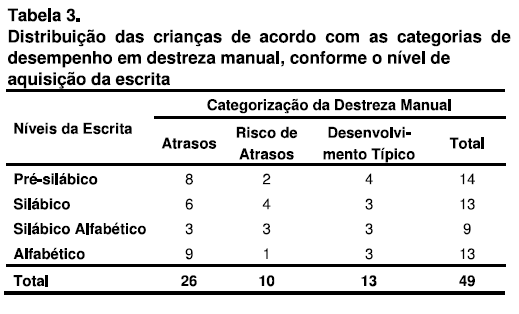 Tabela 3.
Distribuição das crianças de acordo com as categorias de
desempenho em destreza manual, conforme o nível de
aquisição da escrita
Níveis da Escrita Categorização da Destreza Manual
Atrasos Risco de Atrasos Desenvolvi-mento Típico Total
Pré-silábico 8 2 4 14
Silábico 6 4 3 13
Silábico Alfabético 3 3 3 9
Alfabético 9 1 3 13
Total 26 10 13 49